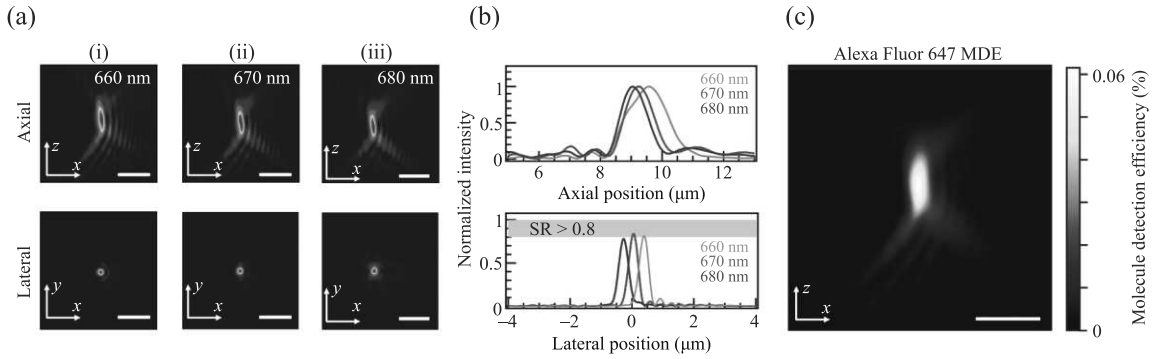 (a)
(i)
(ii)
(iii)
Axial
660 nm
670 nm
680 nm
z
x
z
x
z
x
Lateral
y
x
y
x
y
x
(b)
Normalized intensity
1
0.5
0
660 nm
670 nm
680 nm
6
8
10
12
Axial position (μm)
1
0.5
0
SR > 0.8
660 nm
670 nm
680 nm
−4
−2
0
2
4
Lateral position (μm)
(c)
Alexa Fluor 647 MDE
z
x
0.06
0
Molecule detection efficiency (%)